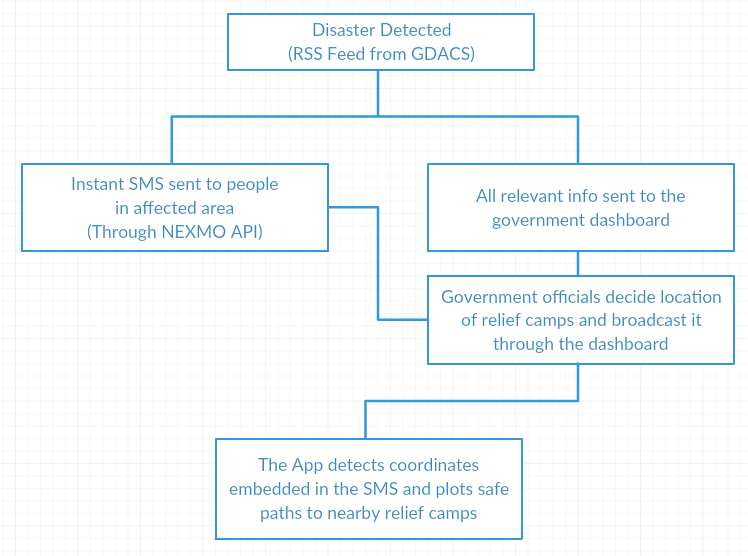 Disaster Detected
(RSS Feed from GDACS)
Instant SMS sent to people
in affected area
(Through NEXMO API)
All relevant info sent to the
government dashboard
Government officials decide location
of relief camps and broadcast it
through the dashboard
The App detects coordinates
embedded in the SMS and plots safe
paths to nearby relief camps